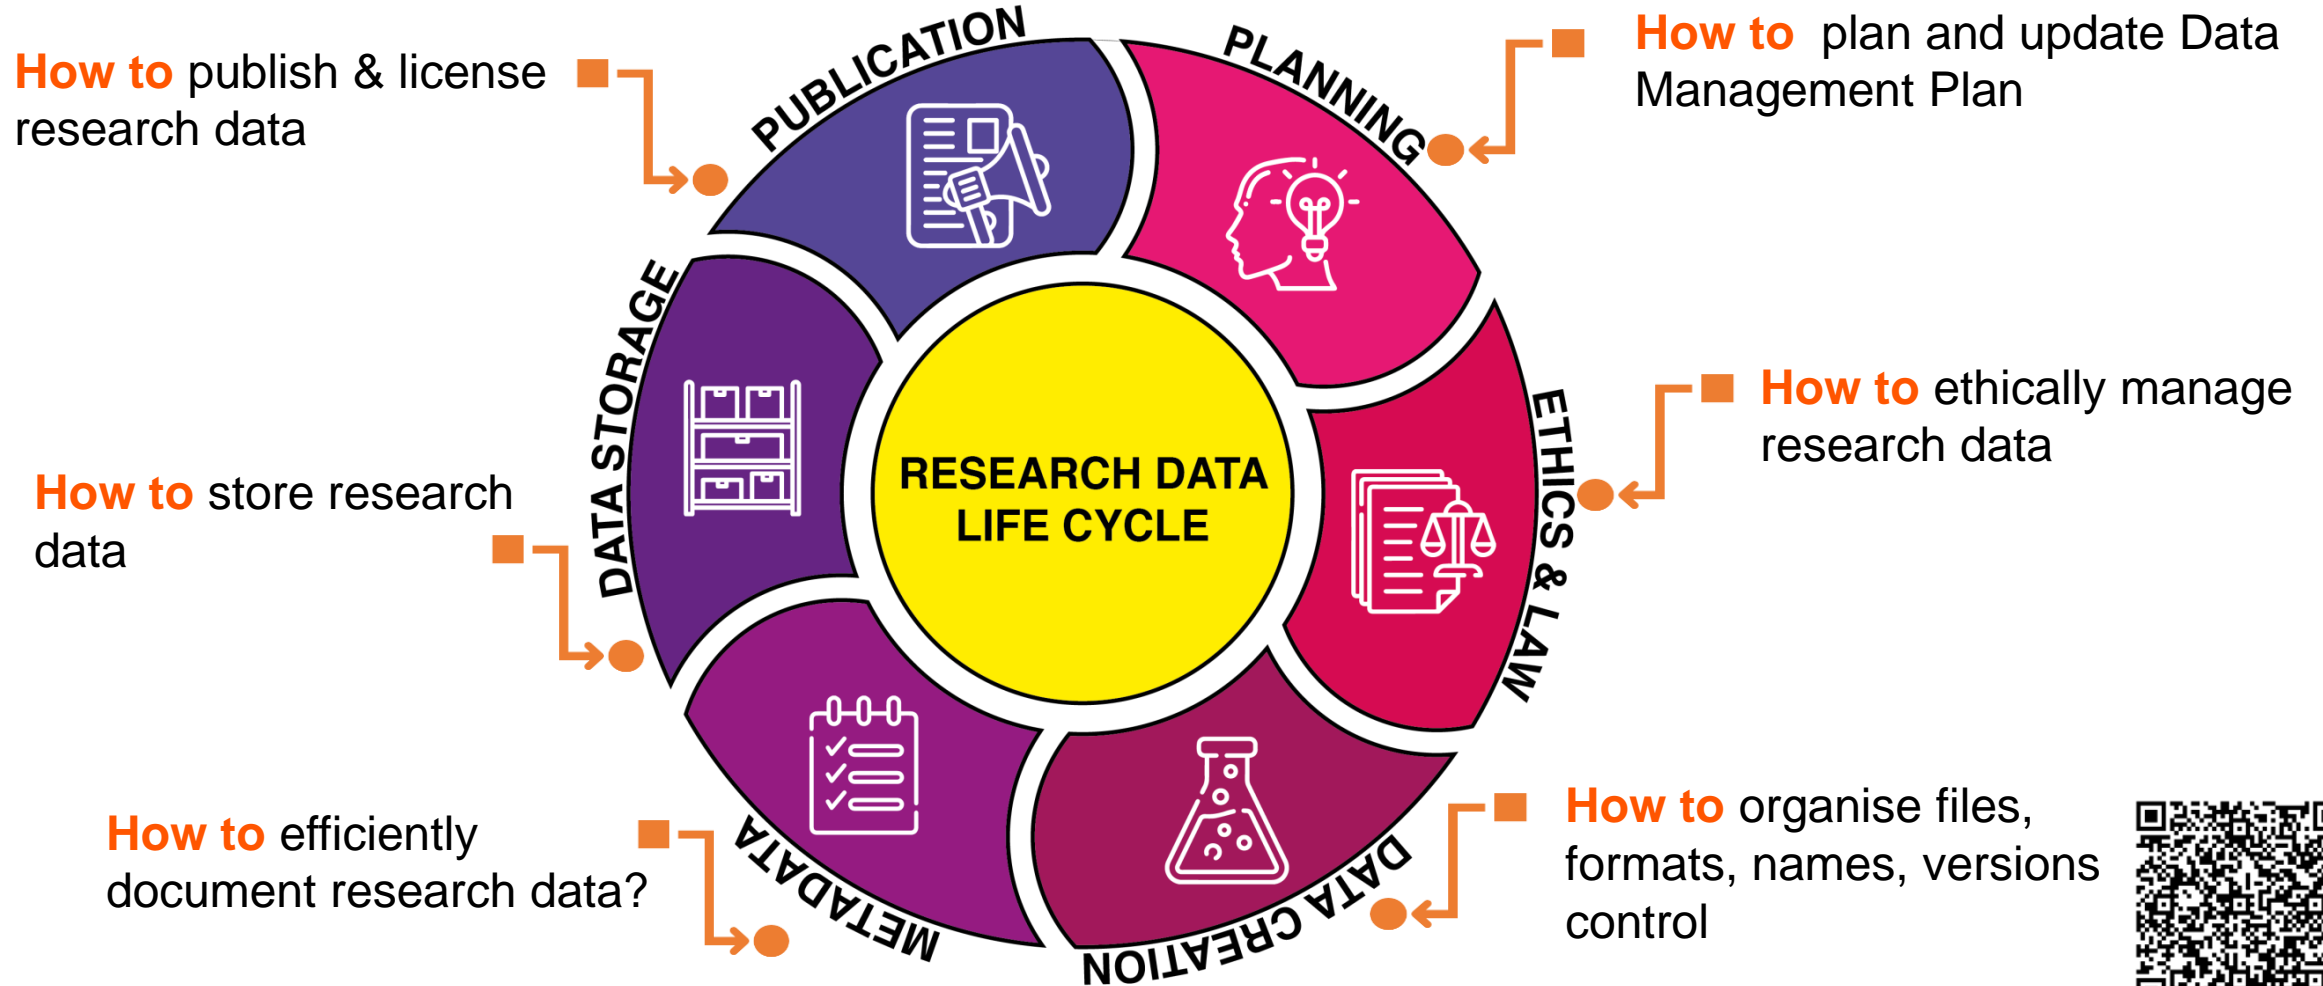 PUBLICATION
PLANNING
How to publish & license
research data
How to  plan and update Data
Management Plan
DATA STORAGE
ETHICS & LAW
How to ethically manage
research data
RESEARCH DATA
LIFE CYCLE
How to store research
data
How to efficiently
document research data?
METADATA
DATA CREATION
How to organise files,
formats, names, versions
control